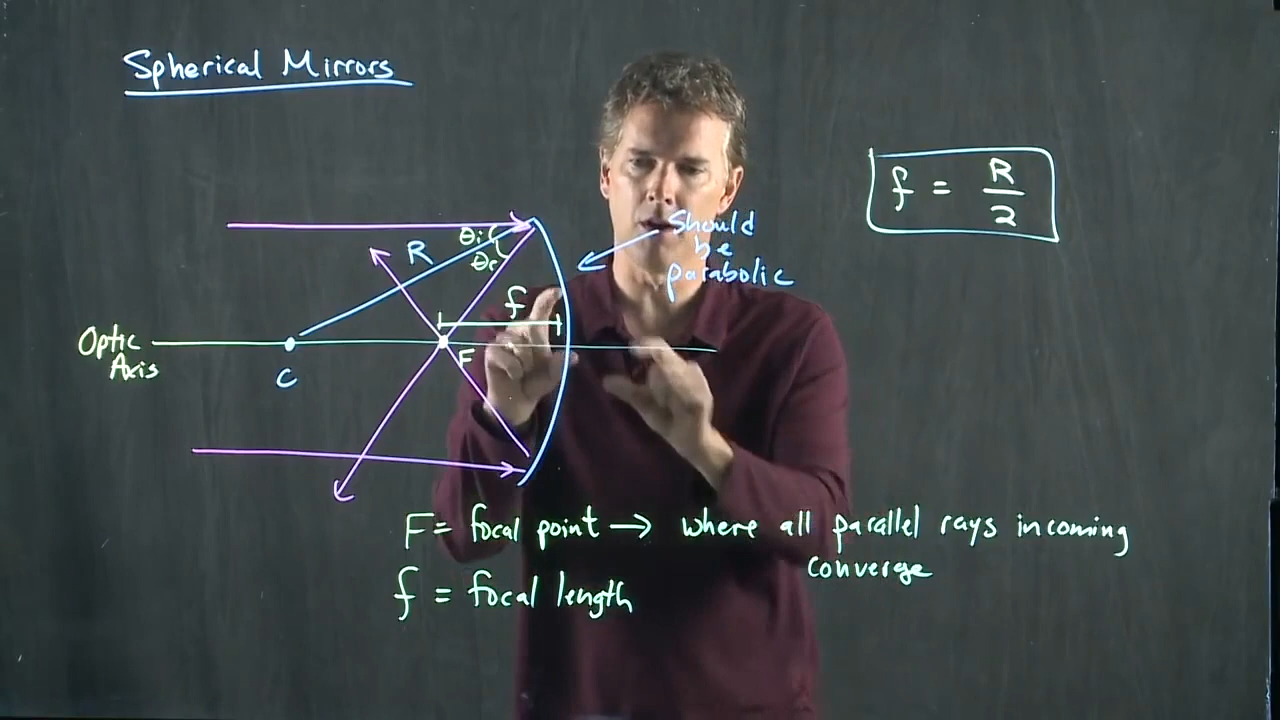 Spherical Mirrors
f = R/2
Should
be
parabolic
R
θi
θr
f
Optic
Axis
C
F
F = focal point → where all parallel rays incoming
converge
f = focal length